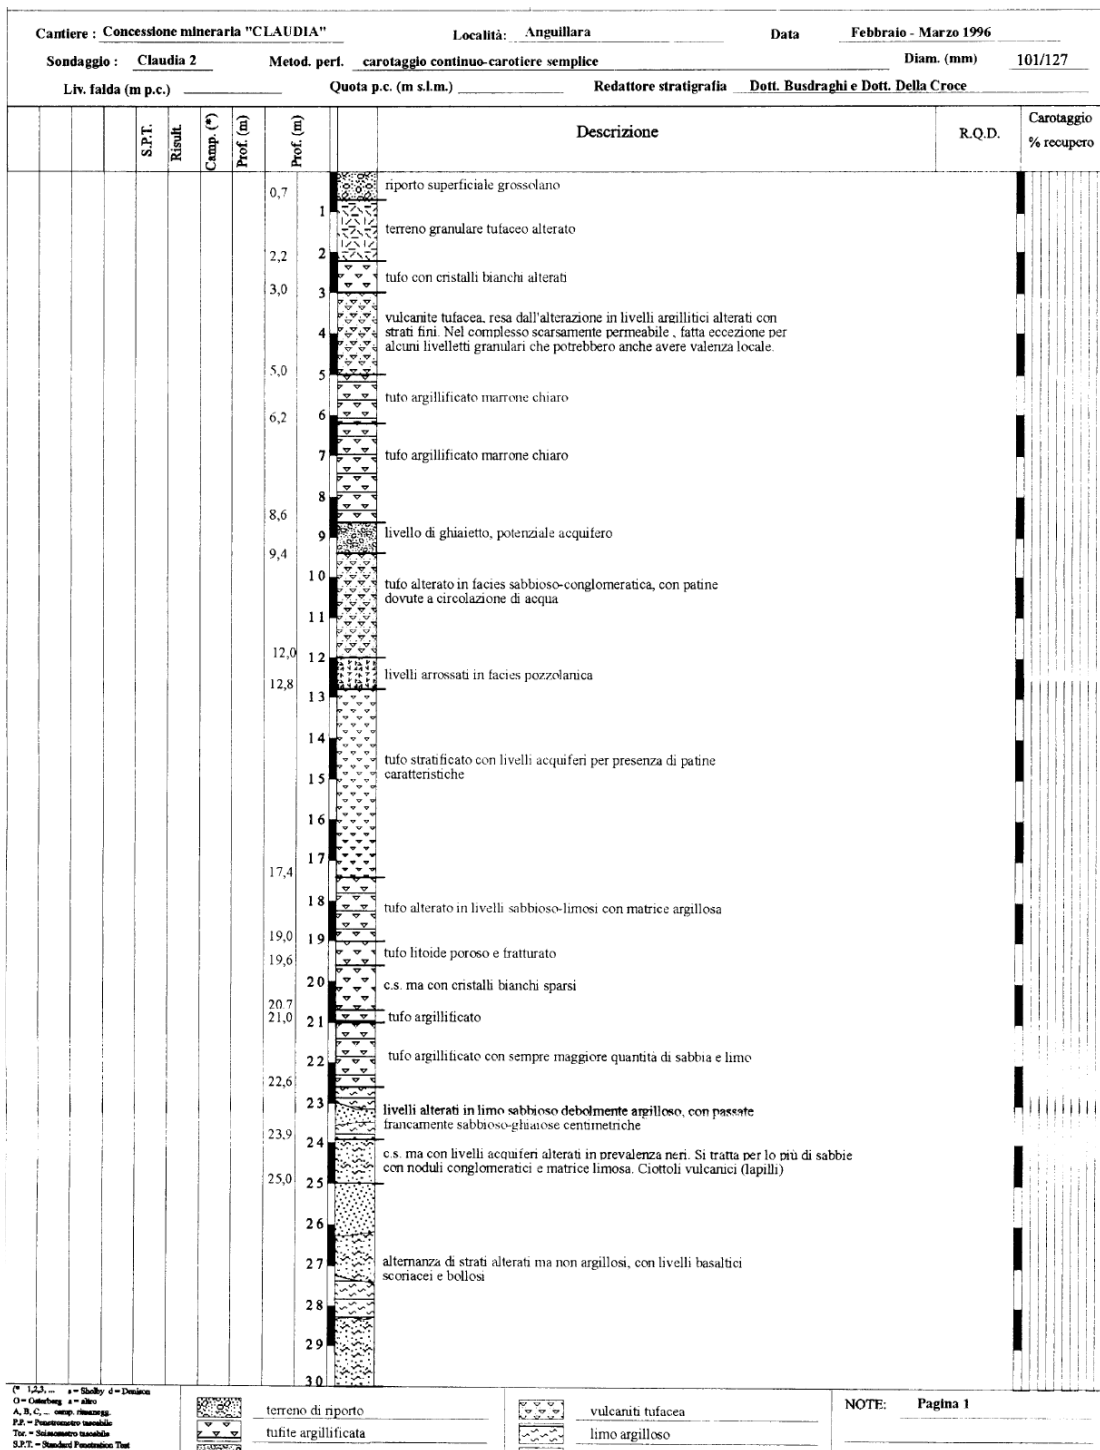 Cantiere : Concessione mineraria "CLAUDIA" Località: Anguillara Data Febbraio - Marzo 1996
Sondaggio : Claudia 2 Metod. perf. carotaggio continuo-carotiere semplice Diam. (mm) 101/127
Liv. falda (m p.c.) Quota p.c. (m s.l.m.) Redattore stratigrafia Dott. Busdraghi e Dott. Della Croce
S.P.T. Risult. Camp. (*) Prof. (m) Prof. (m) Descrizione R.Q.D. Carotaggio
% recupero
0,7 riporto superficiale grossolano
1
terreno granulare tufaceo alterato
2,2 2
tufo con cristalli bianchi alterati
3,0 3
vulcanite tufacea, resa dall'alterazione in livelli argillitici alterati con
4 strati fini. Nel complesso scarsamente permeabile , fatta eccezione per
alcuni livelletti granulari che potrebbero anche avere valenza locale.
5,0 5
tufo argillificato marrone chiaro
6,2 6
7 tufo argillificato marrone chiaro
8
8,6
9 livello di ghiaietto, potenziale acquifero
9,4
10 tufo alterato in facies sabbioso-conglomeratica, con patine
dovute a circolazione di acqua
11
12,0 12
livelli arrossati in facies pozzolanica
12,8 13
14
tufo stratificato con livelli acquiferi per presenza di patine
15 caratteristiche
16
17
17,4
18 tufo alterato in livelli sabbioso-limosi con matrice argillosa
19,0 19
tufo litoide poroso e fratturato
19,6
20 c.s. ma con cristalli bianchi sparsi
20.7
21,0 21 tufo argillificato
22 tufo argillificato con sempre maggiore quantità di sabbia e limo
22,6
23 livelli alterati in limo sabbioso debolmente argilloso, con passate
francamente sabbioso-ghiaiose centimetriche
23,9 24
c.s. ma con livelli acquiferi alterati in prevalenza neri. Si tratta per lo più di sabbie
25,0 25 con noduli conglomeratici e matrice limosa. Ciottoli vulcanici (lapilli)
26
27 alternanza di strati alterati ma non argillosi, con livelli basaltici
scoriacei e bollosi
28
29
30
(* 1,2,3, ... s = Shelby d = Denison
O = Osterberg a = altro
A, B, C, ... camp. rimanegg.
P.P. = Penetrometro tascabile
Tor. = Scissometro tascabile
S.P.T. = Standard Penetration Test
terreno di riporto
tufite argillificata
vulcaniti tufacea
limo argilloso
NOTE: Pagina 1